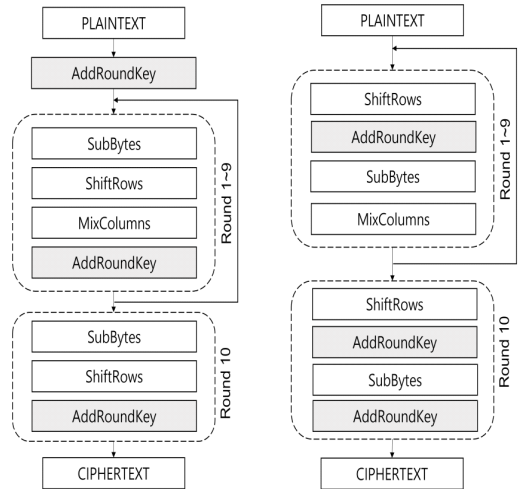 PLAINTEXT
AddRoundKey
SubBytes
ShiftRows
MixColumns
AddRoundKey
Round 1~9
SubBytes
ShiftRows
AddRoundKey
Round 10
CIPHERTEXT
PLAINTEXT
ShiftRows
AddRoundKey
SubBytes
MixColumns
Round 1~9
ShiftRows
AddRoundKey
SubBytes
AddRoundKey
Round 10
CIPHERTEXT